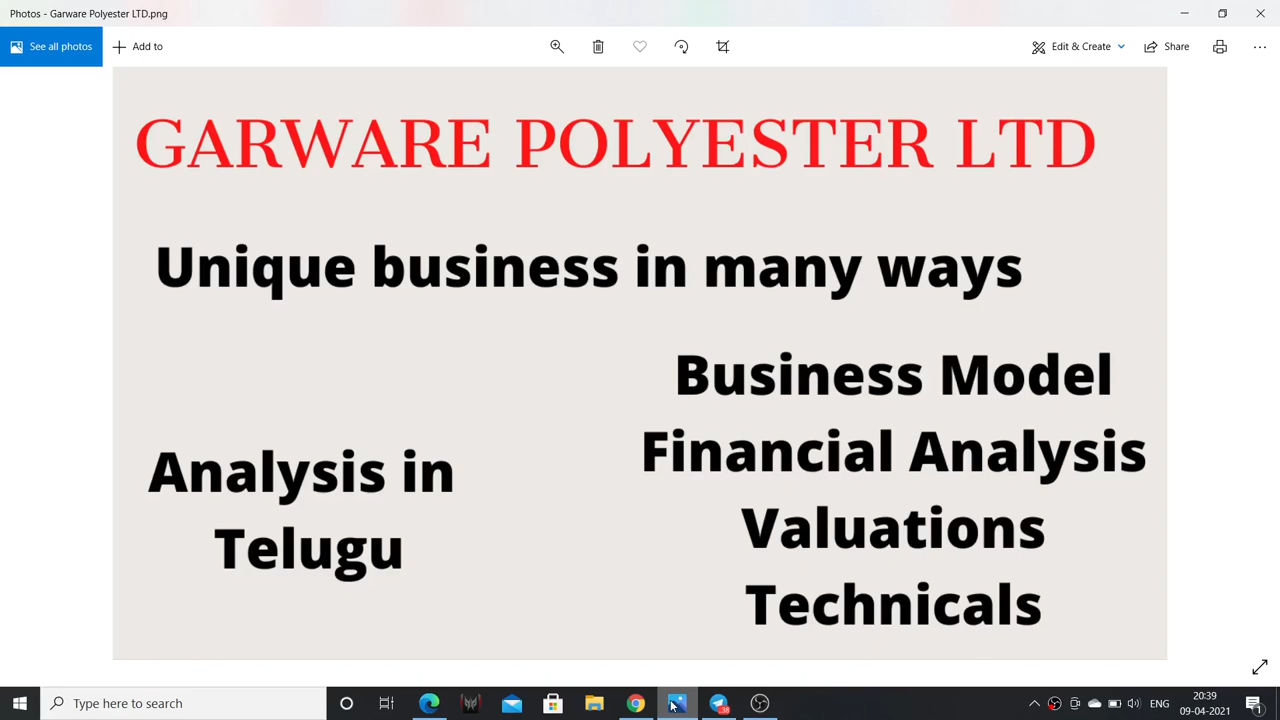 Photos - Garware Polyester LTD.png
See all photos
Add to
Edit & Create
Share
GARWARE POLYESTER LTD
Unique business in many ways
Business Model
Financial Analysis
Valuations
Technicals
Analysis in
Telugu
Type here to search
38
ENG
20:39
09-04-2021
1